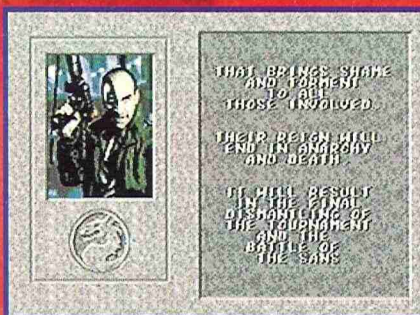 THAT BRINGS SHAME
AND TORMENT
TO ALL
THOSE INVOLVED.
THEIR REIGN WILL
END IN ANARCHY
AND DEATH
IT WILL RESULT
IN THE FINAL
DISMANTLING OF
THE TOURNAMENT
AND THE
BATTLE OF
THE SANS